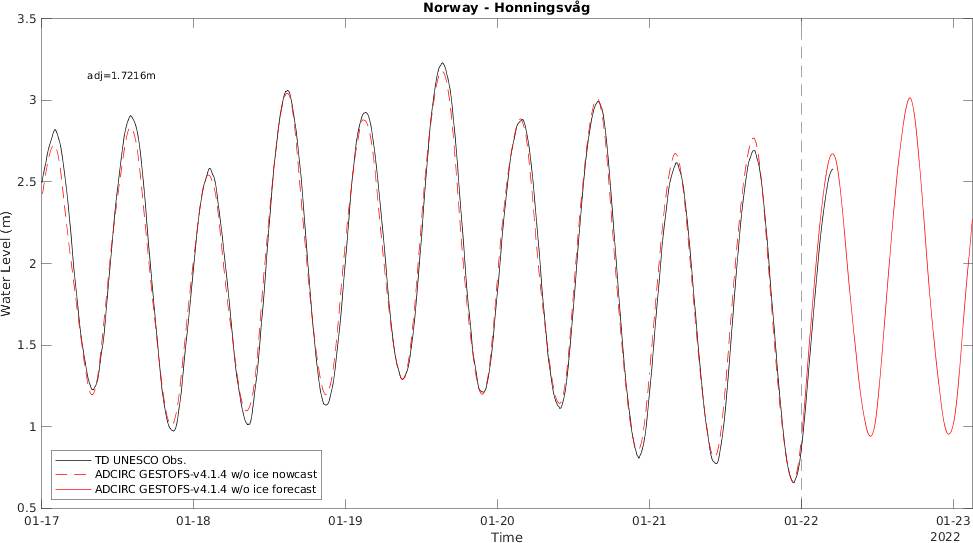 Norway - Honningsvåg
3.5
adj=1.7216m
3
2.5
Water Level (m)
2
1.5
1
TD UNESCO Obs.
ADCIRC GESTOFS-v4.1.4 w/o ice nowcast
ADCIRC GESTOFS-v4.1.4 w/o ice forecast
0.5
01-17 01-18 01-19 01-20 01-21 01-22 01-23
Time 2022